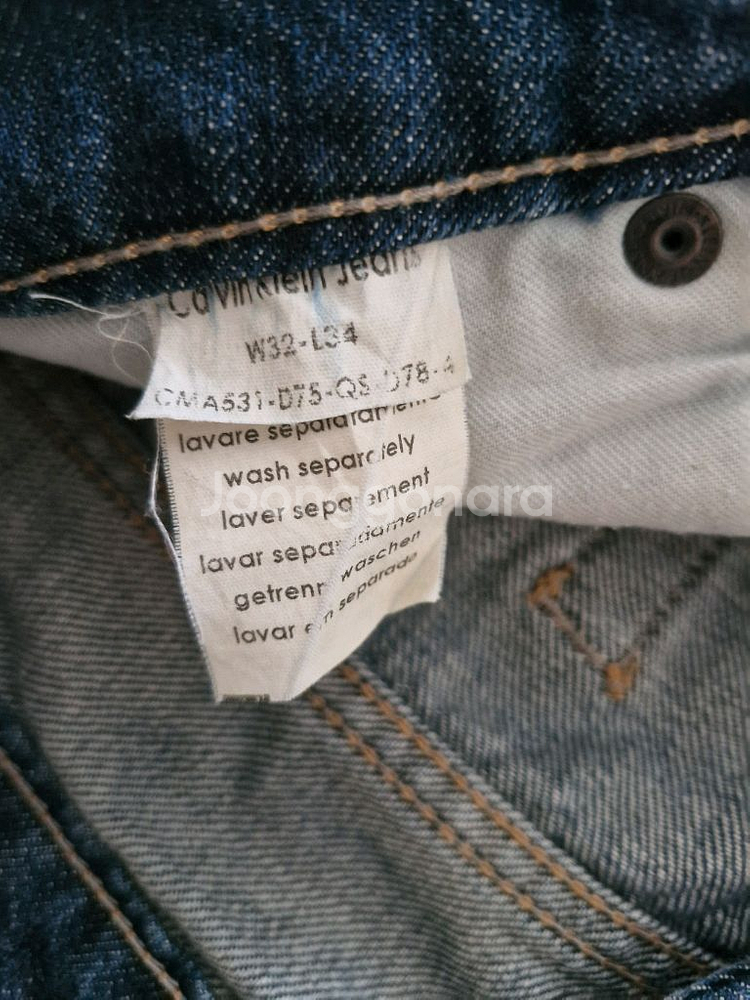 Calvin Klein Jeans
W32-L34
CMA531-D75-QS-D78-4
lavare separatamente
wash separately
laver separement
lavar separadamente
getrennt waschen
lavar em separado
Joonggonara